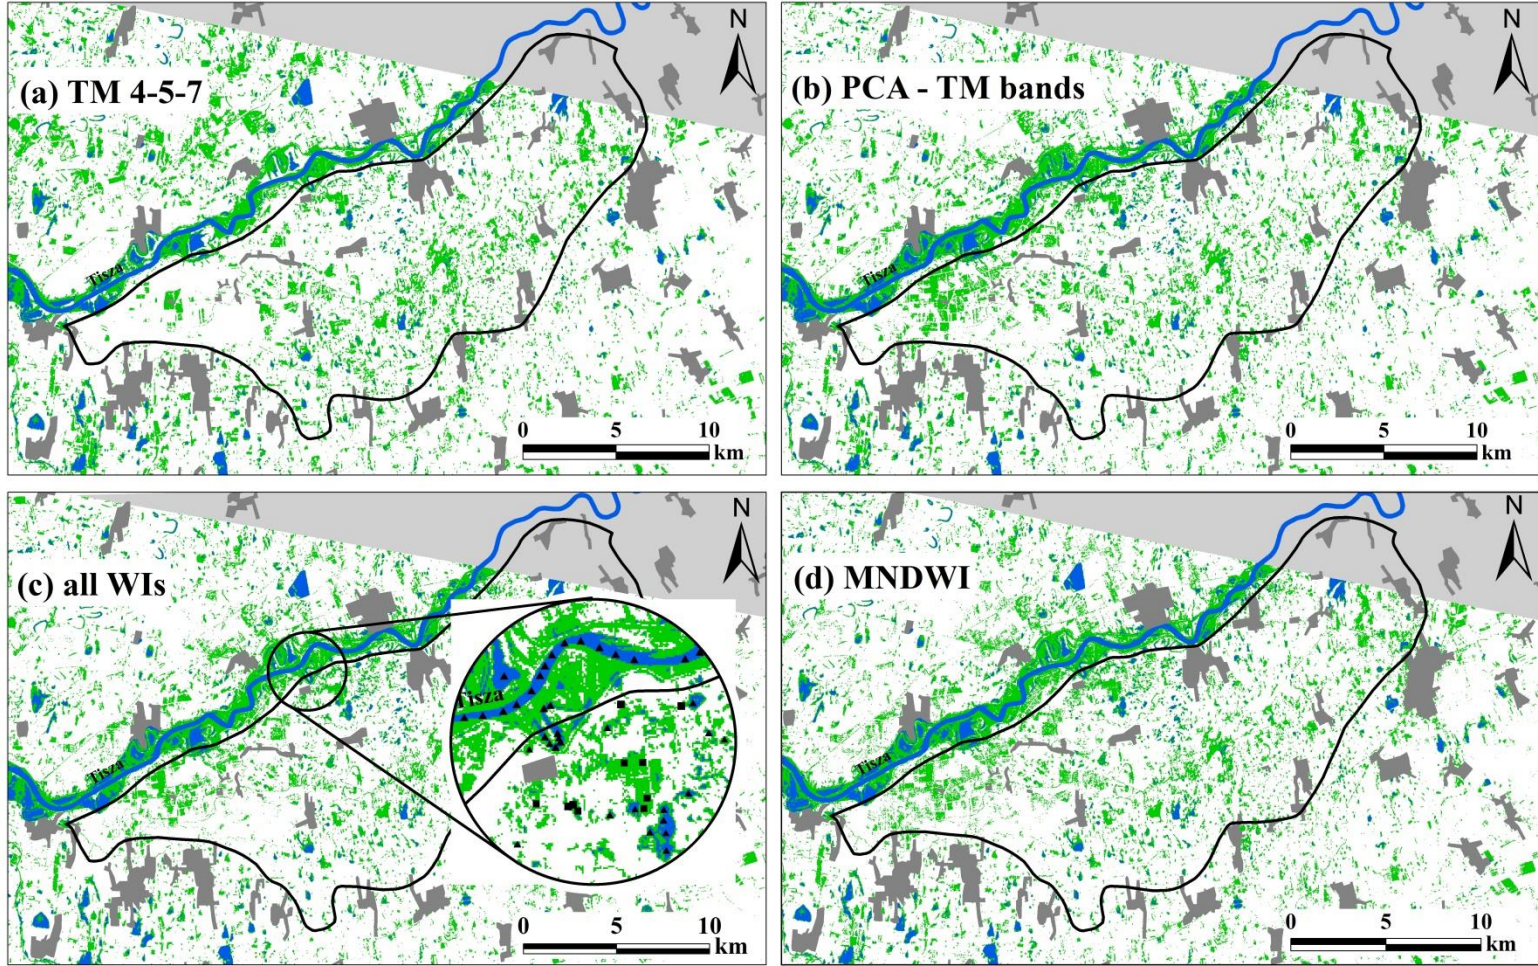 N
(a) TM 4-5-7
Tisza
0 5 10
km
N
(b) PCA - TM bands
Tisza
0 5 10
km
N
(c) all WIs
Tisza
Tisza
0 5 10
km
N
(d) MNDWI
Tisza
0 5 10
km